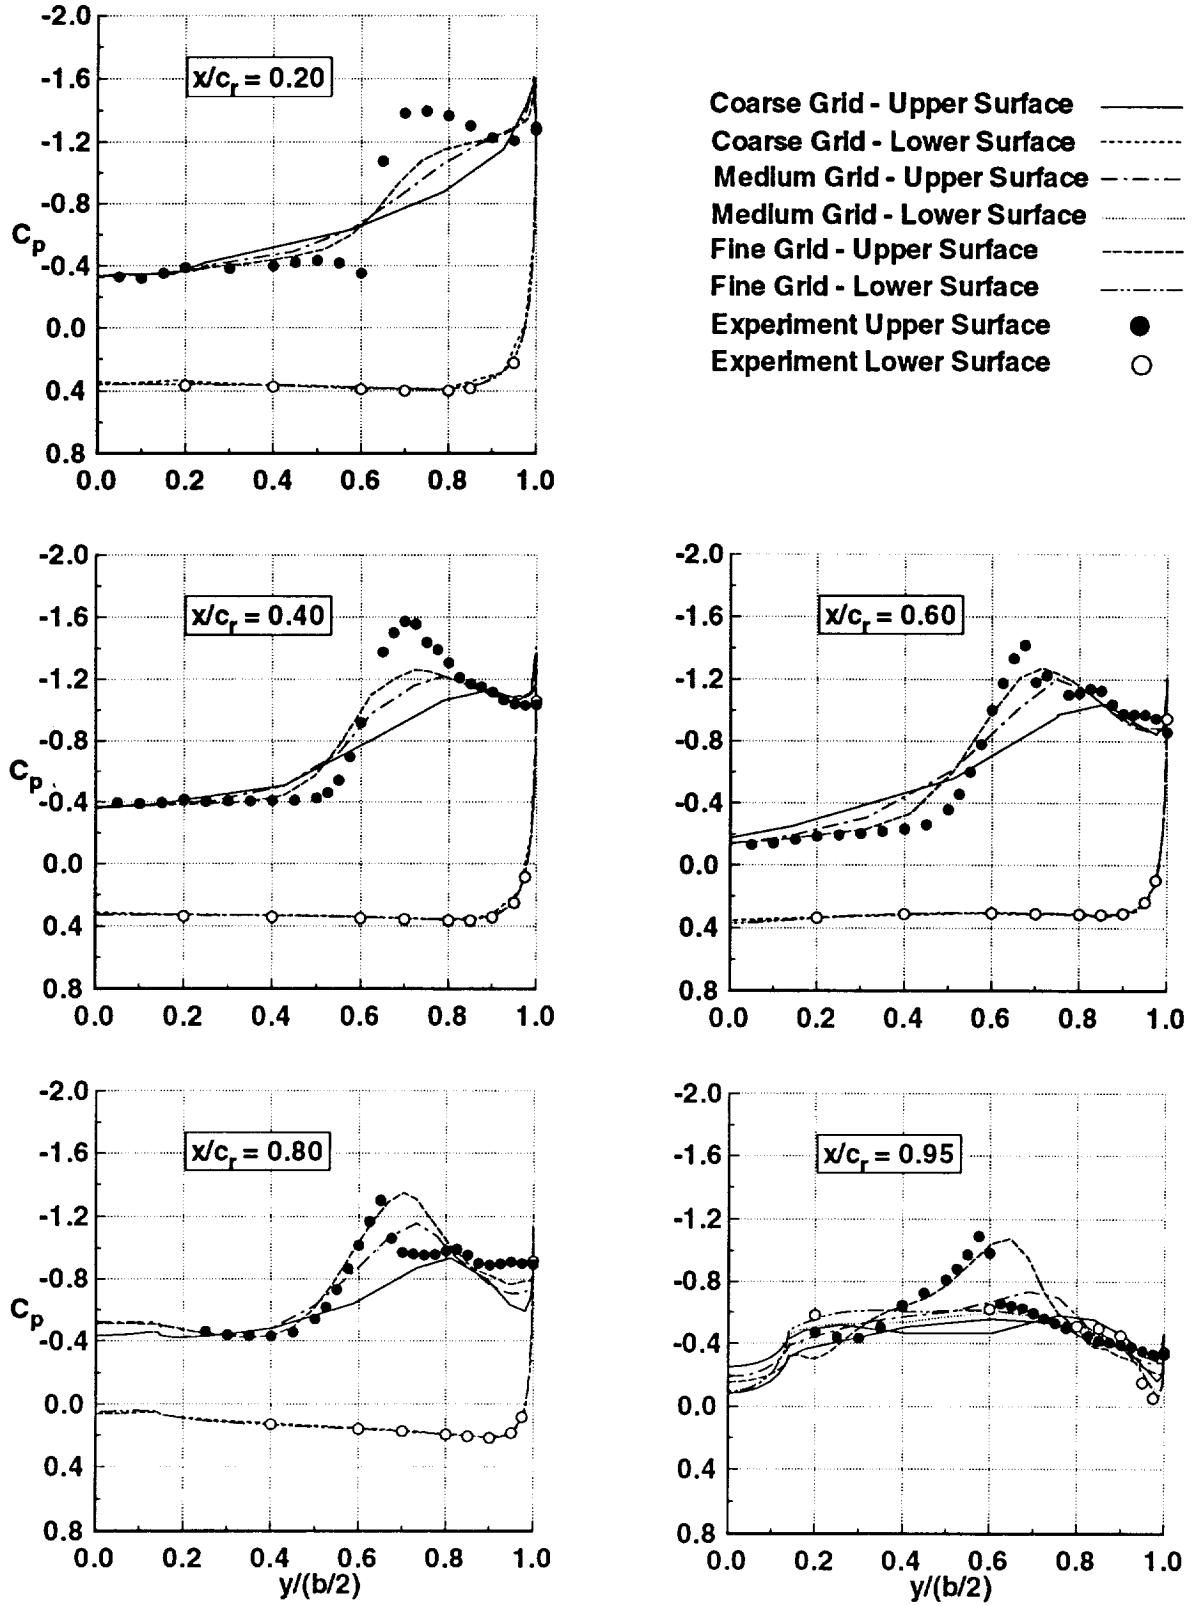 -2.0
-1.6
x/cr = 0.20
-1.2
-0.8
Cp
-0.4
0.0
0.4
0.8
0.0 0.2 0.4 0.6 0.8 1.0
Coarse Grid - Upper Surface
Coarse Grid - Lower Surface
Medium Grid - Upper Surface
Medium Grid - Lower Surface
Fine Grid - Upper Surface
Fine Grid - Lower Surface
Experiment Upper Surface
Experiment Lower Surface
-2.0
-1.6
x/cr = 0.40
-1.2
-0.8
Cp
-0.4
0.0
0.4
0.8
0.0 0.2 0.4 0.6 0.8 1.0
-2.0
-1.6
x/cr = 0.60
-1.2
-0.8
-0.4
0.0
0.4
0.8
0.0 0.2 0.4 0.6 0.8 1.0
-2.0
-1.6
x/cr = 0.80
-1.2
-0.8
Cp
-0.4
0.0
0.4
0.8
0.0 0.2 0.4 0.6 0.8 1.0
y/(b/2)
-2.0
-1.6
x/cr = 0.95
-1.2
-0.8
-0.4
0.0
0.4
0.8
0.0 0.2 0.4 0.6 0.8 1.0
y/(b/2)